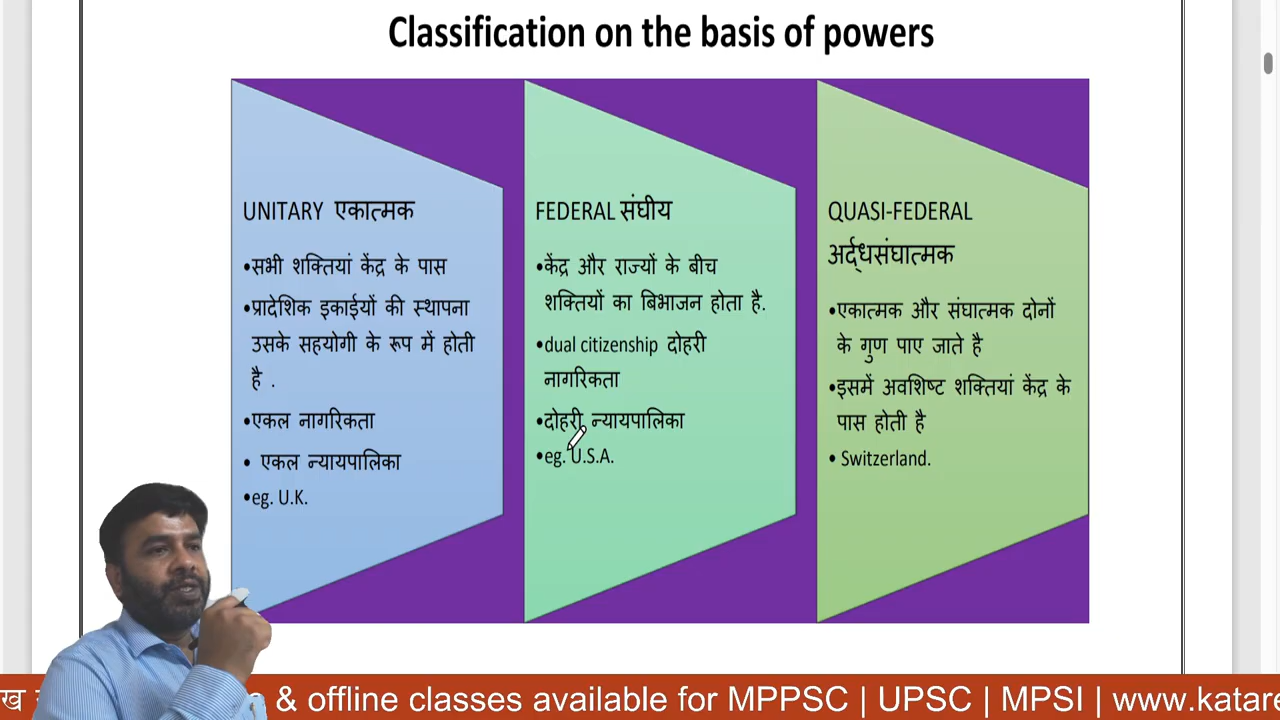 Classification on the basis of powers
UNITARY एकात्मक
•सभी शक्तियां केंद्र के पास
•प्रादेशिक इकाईयों की स्थापना
उसके सहयोगी के रूप में होती
है .
•एकल नागरिकता
• एकल न्यायपालिका
•eg. U.K.
FEDERAL संघीय
•केंद्र और राज्यों के बीच
शक्तियों का बिभाजन होता है.
•dual citizenship दोहरी
नागरिकता
•दोहरी न्यायपालिका
•eg. U.S.A.
QUASI-FEDERAL
अर्द्धसंघात्मक
•एकात्मक और संघात्मक दोनों
के गुण पाए जाते है
•इसमें अवशिष्ट शक्तियां केंद्र के
पास होती है
• Switzerland.
& offline classes available for MPPSC | UPSC | MPSI | www.katare